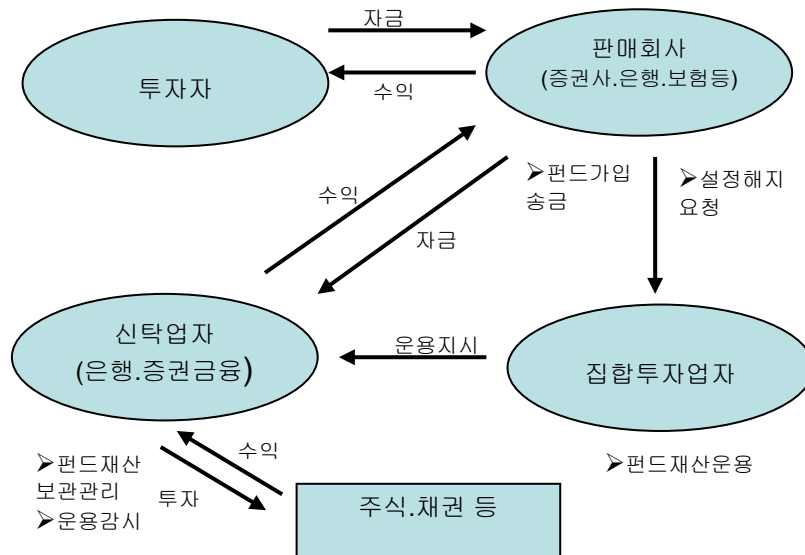 자금
판매회사
(증권사.은행.보험등)
투자자
수익
➢펀드가입
송금
➢설정해지
요청
수익
자금
신탁업자
(은행.증권금융)
운용지시
집합투자업자
➢펀드재산
보관관리
➢운용감시
수익
투자
➢펀드재산운용
주식.채권 등